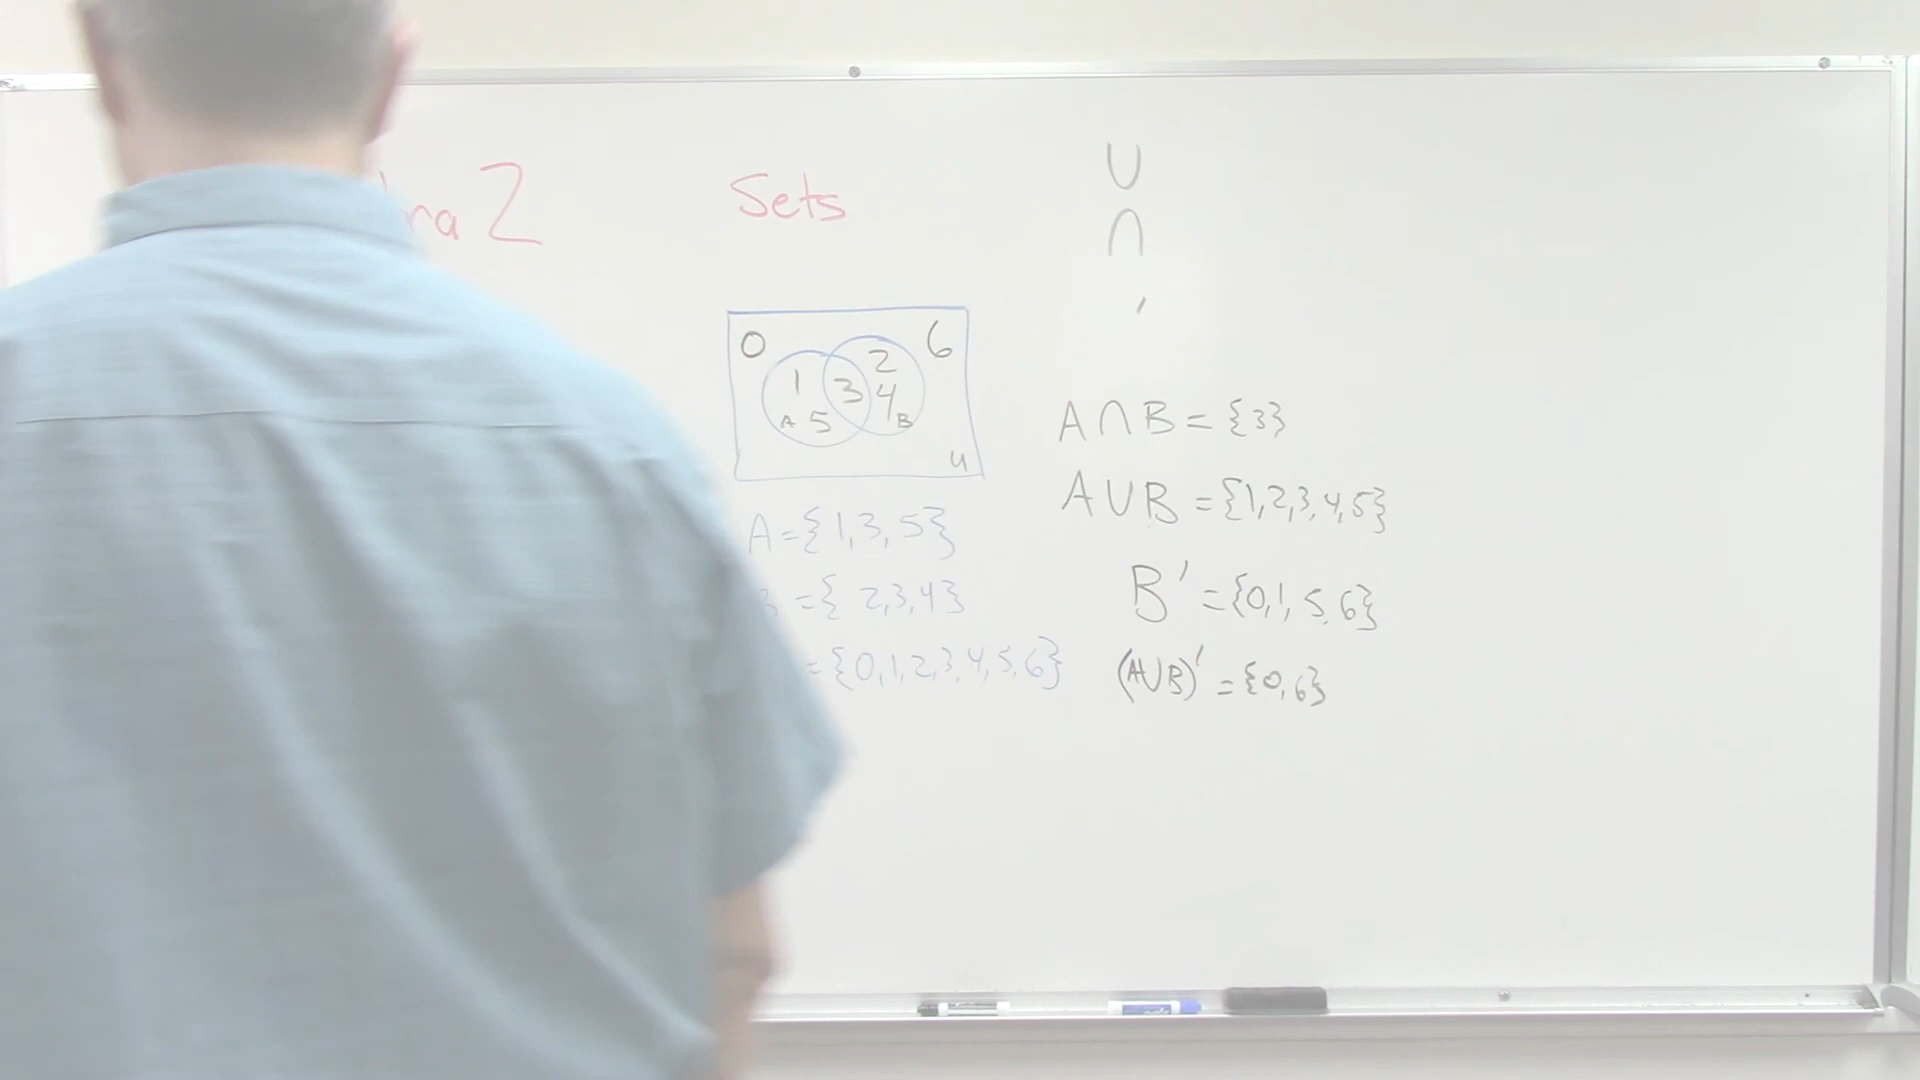 2
Sets
∪
∩
′
0 6
1 3 2
A 5 4 B
U
A∩B = {3}
A∪B = {1,2,3,4,5}
A = {1,3,5}
B = {2,3,4}
B′ = {0,1,5,6}
= {0,1,2,3,4,5,6}
(A∪B)′ = {0,6}